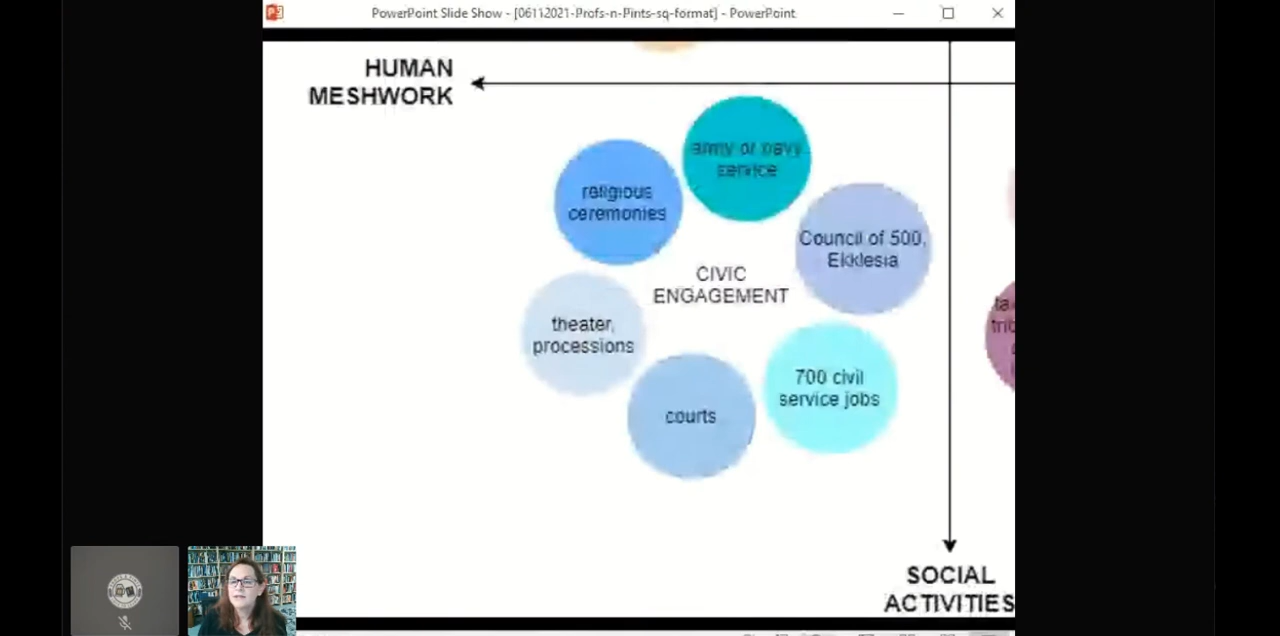 PowerPoint Slide Show - [06112021-Profs-n-Pints-sq-format] - PowerPoint
HUMAN
MESHWORK
army or navy
service
religious
ceremonies
Council of 500,
Ekklesia
CIVIC
ENGAGEMENT
theater,
processions
700 civil
service jobs
courts
SOCIAL
ACTIVITIES